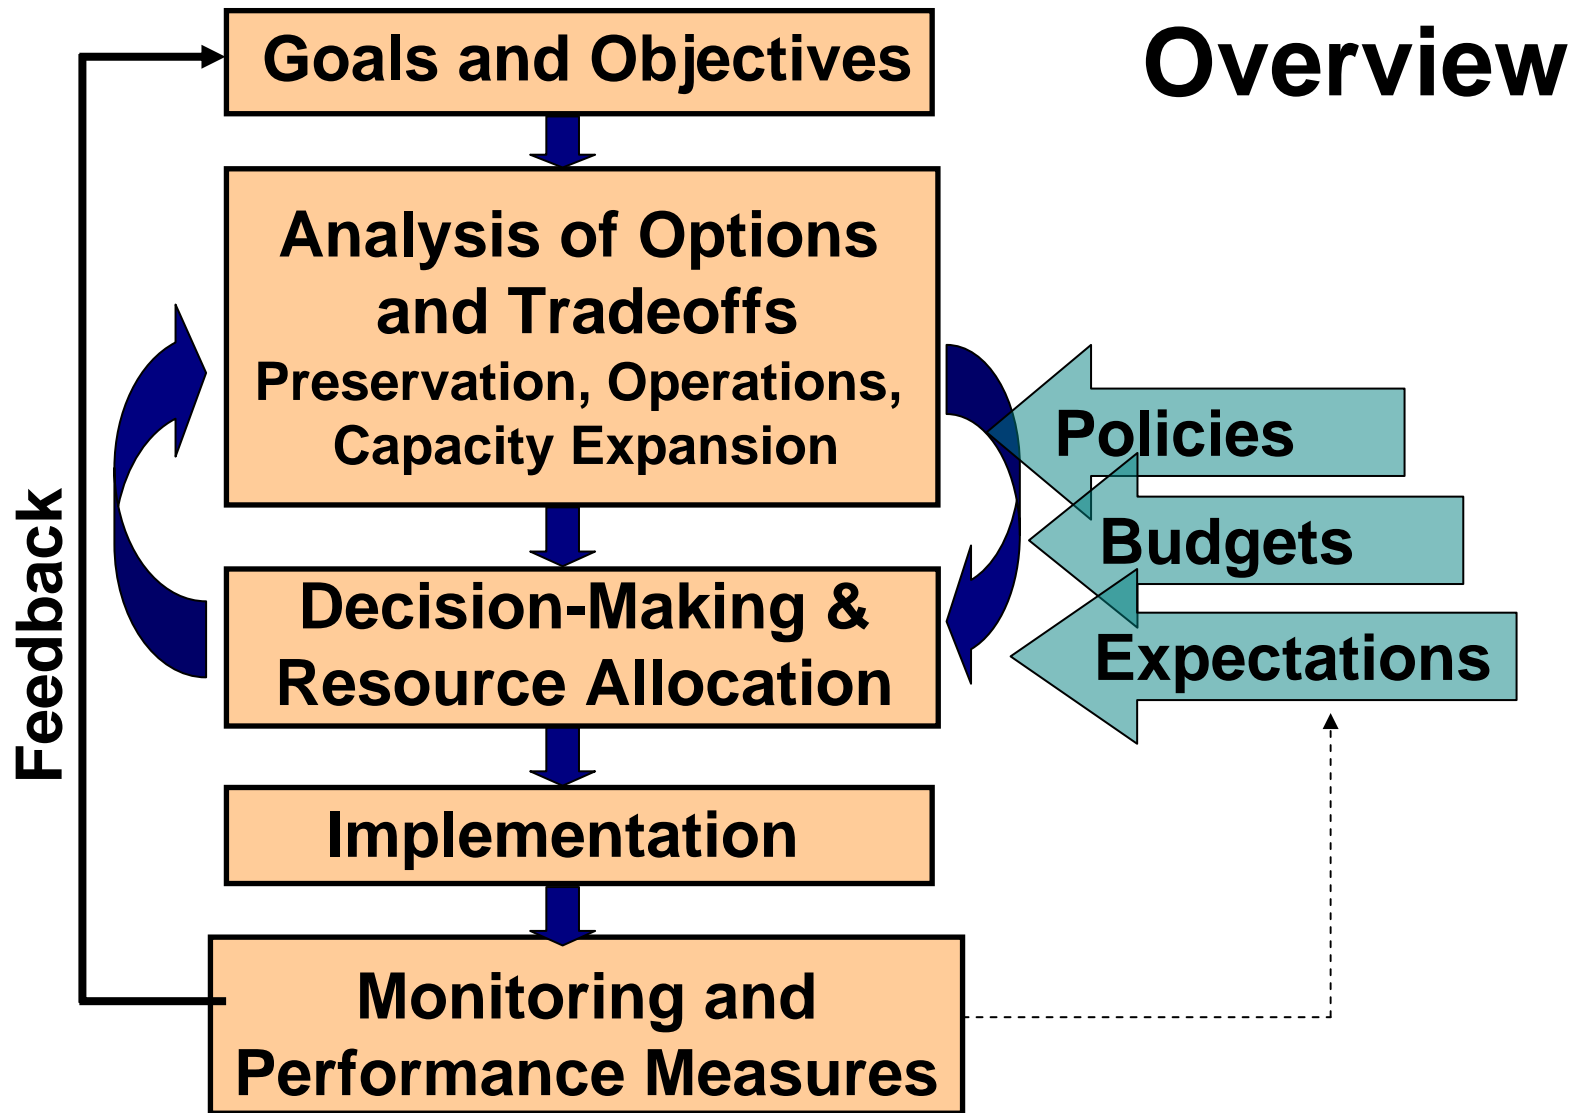 Overview
Goals and Objectives
Analysis of Options
and Tradeoffs
Preservation, Operations,
Capacity Expansion
Policies
Budgets
Expectations
Decision-Making &
Resource Allocation
Implementation
Monitoring and
Performance Measures
Feedback